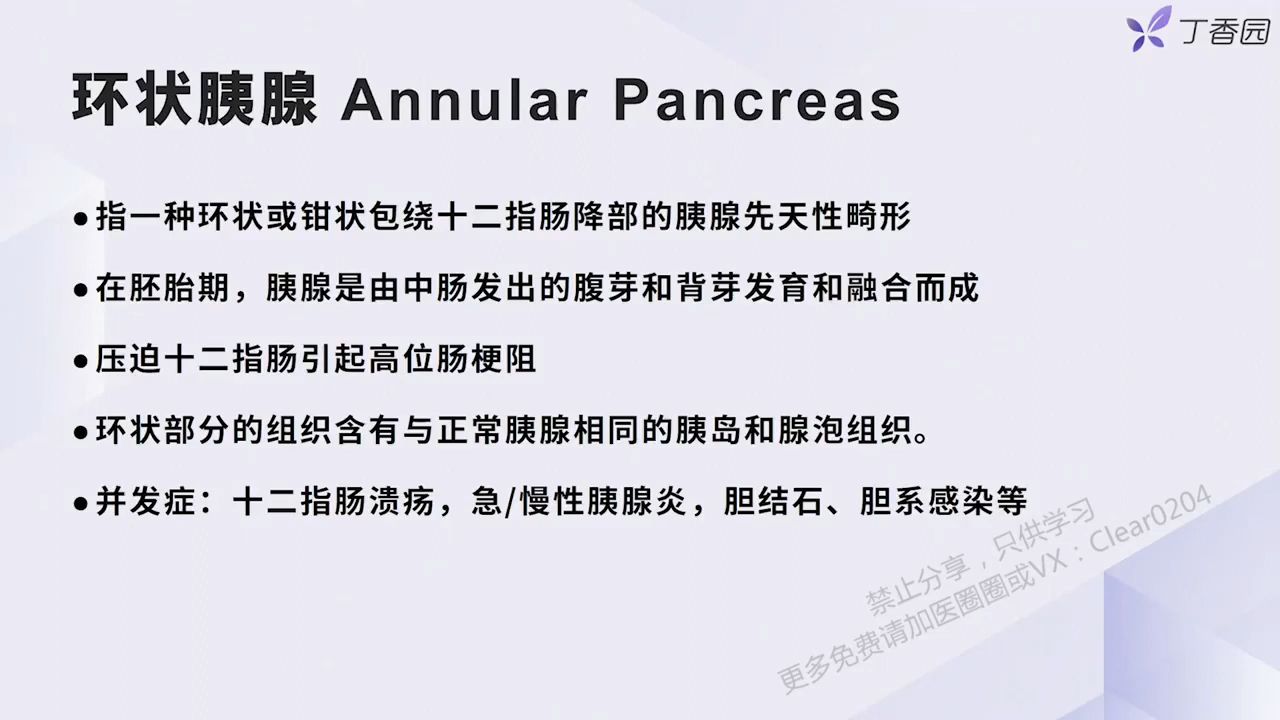 丁香园
环状胰腺 Annular Pancreas
●指一种环状或钳状包绕十二指肠降部的胰腺先天性畸形
●在胚胎期，胰腺是由中肠发出的腹芽和背芽发育和融合而成
●压迫十二指肠引起高位肠梗阻
●环状部分的组织含有与正常胰腺相同的胰岛和腺泡组织。
●并发症：十二指肠溃疡，急/慢性胰腺炎，胆结石、胆系感染等
禁止分享，只供学习
更多免费请加医圈圈或VX：Clear0204